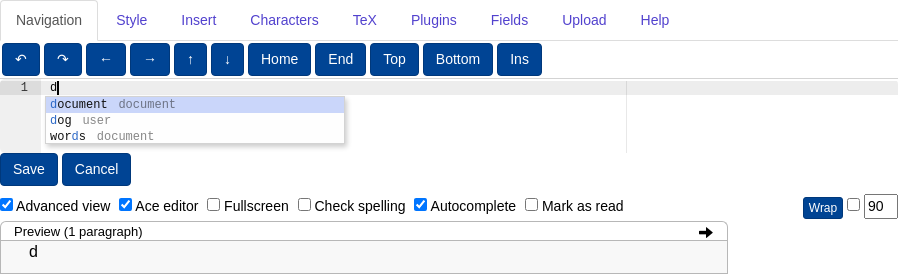 Navigation Style Insert Characters TeX Plugins Fields Upload Help
↶ ↷ ← → ↑ ↓ Home End Top Bottom Ins
1 d
document document
dog user
words document
Save Cancel
Advanced view Ace editor Fullscreen Check spelling Autocomplete Mark as read Wrap 90
Preview (1 paragraph)
d